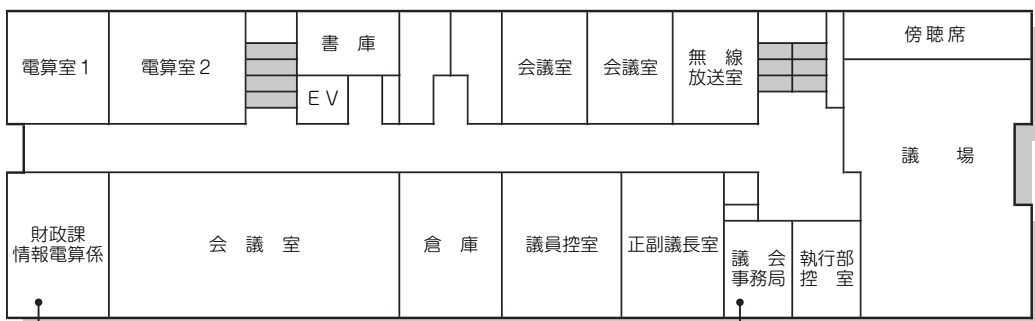 電算室1
電算室2
書庫
EV
会議室
会議室
無線
放送室
傍聴席
議場
財政課
情報電算係
会議室
倉庫
議員控室
正副議長室
議会
事務局
執行部
控室